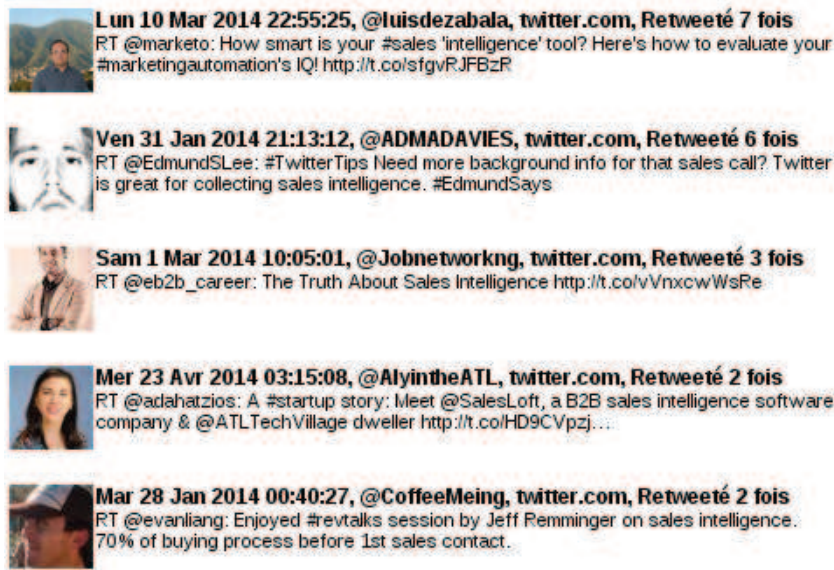 Lun 10 Mar 2014 22:55:25, @luisdezabala, twitter.com, Retweeté 7 fois
RT @marketo: How smart is your #sales 'intelligence' tool? Here's how to evaluate your
#marketingautomation's IQ! http://t.co/sfgvRJFBzR
Ven 31 Jan 2014 21:13:12, @ADMADAVIES, twitter.com, Retweeté 6 fois
RT @EdmundSLee: #TwitterTips Need more background info for that sales call? Twitter
is great for collecting sales intelligence. #EdmundSays
Sam 1 Mar 2014 10:05:01, @Jobnetworkng, twitter.com, Retweeté 3 fois
RT @eb2b_career: The Truth About Sales Intelligence http://t.co/vVnxcwWsRe
Mer 23 Avr 2014 03:15:08, @AlyintheATL, twitter.com, Retweeté 2 fois
RT @adahatzios: A #startup story: Meet @SalesLoft, a B2B sales intelligence software
company & @ATLTechVillage dweller http://t.co/HD9CVpzj…
Mar 28 Jan 2014 00:40:27, @CoffeeMeing, twitter.com, Retweeté 2 fois
RT @evanliang: Enjoyed #revtalks session by Jeff Remminger on sales intelligence.
70% of buying process before 1st sales contact.